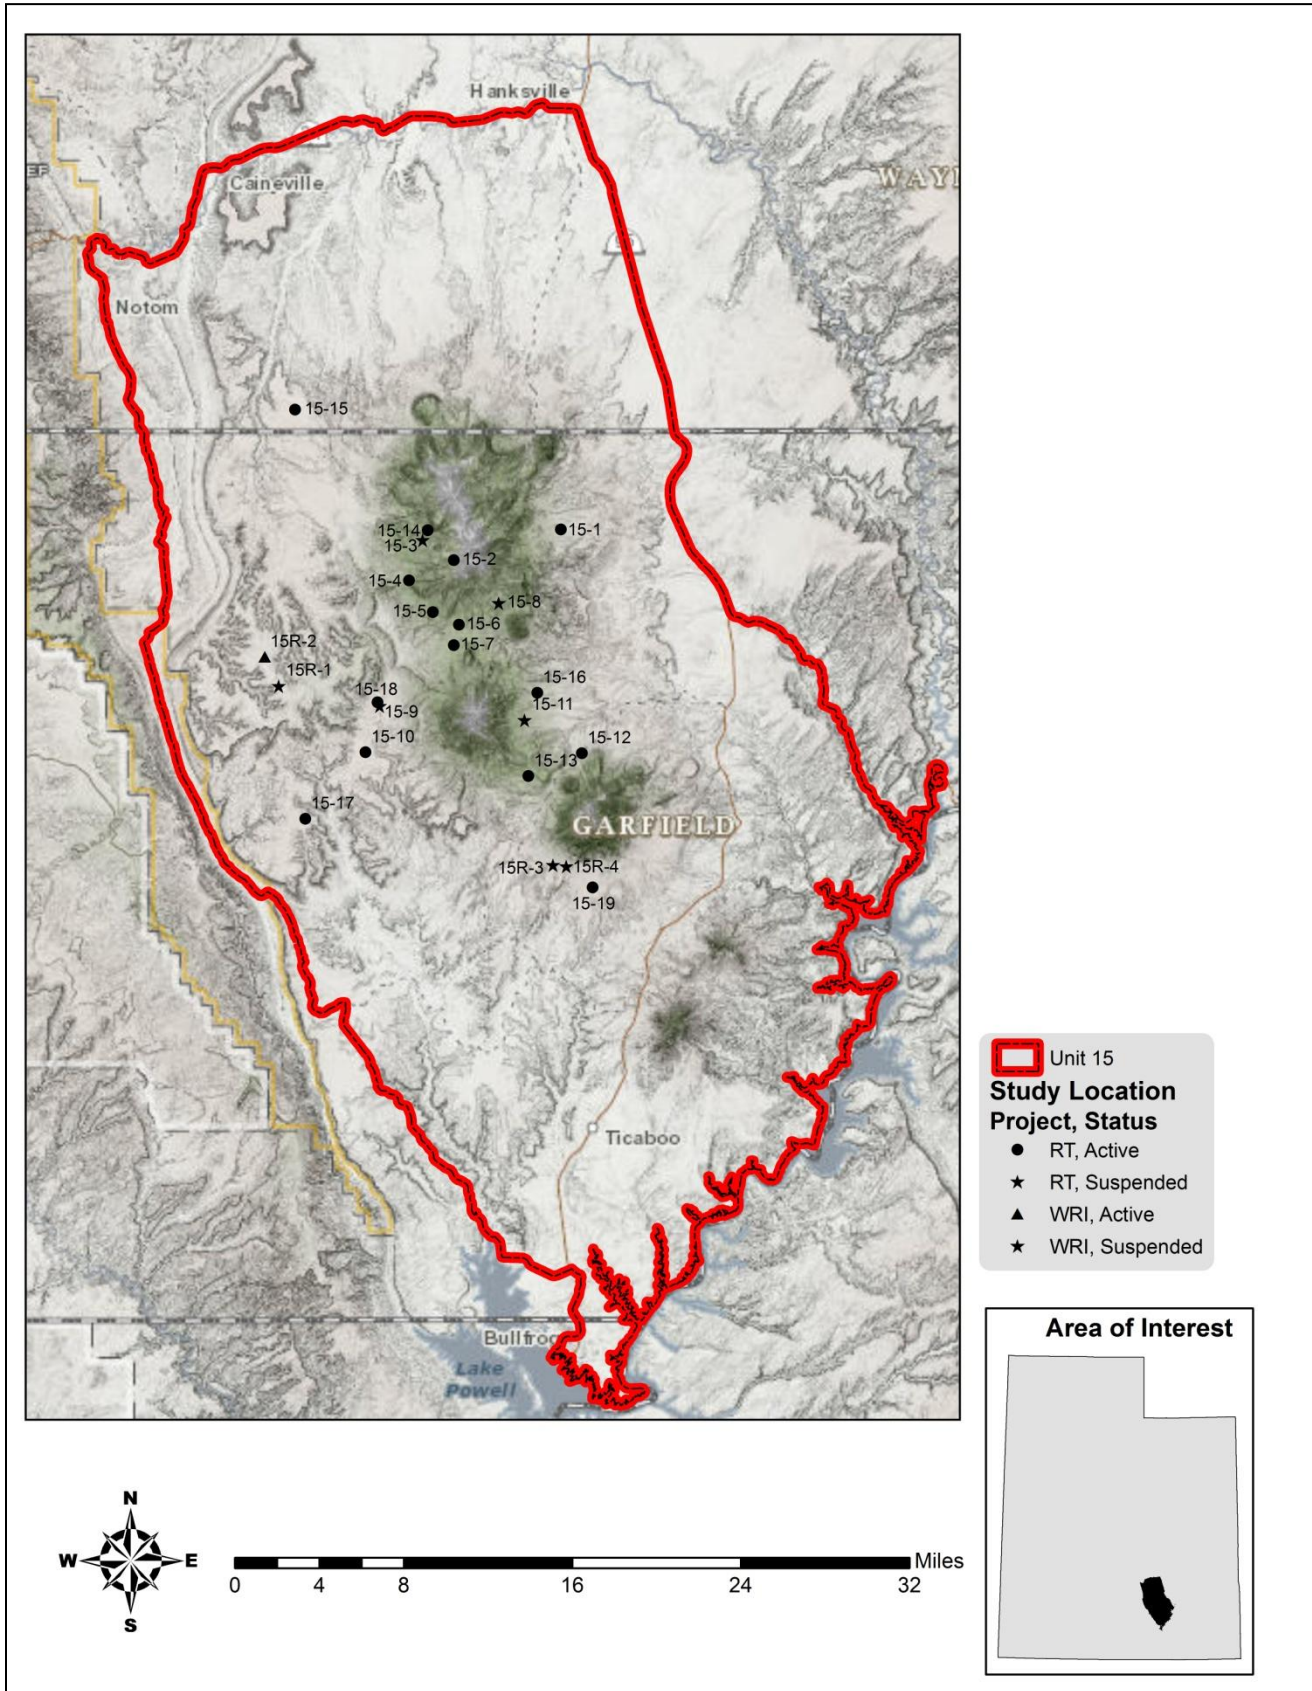 Hanksville
WAY
EF
Caineville
Notom
15-15
15-14
15-1
15-3
15-2
15-4
15-8
15-5
15-6
15-7
15R-2
15R-1
15-16
15-18
15-9
15-11
15-10
15-12
15-13
15-17
GARFIELD
15R-3
15R-4
15-19
Ticaboo
Bullfrog
Lake
Powell
Unit 15
Study Location
Project, Status
RT, Active
RT, Suspended
WRI, Active
WRI, Suspended
Area of Interest
N
W
E
S
Miles
0
4
8
16
24
32